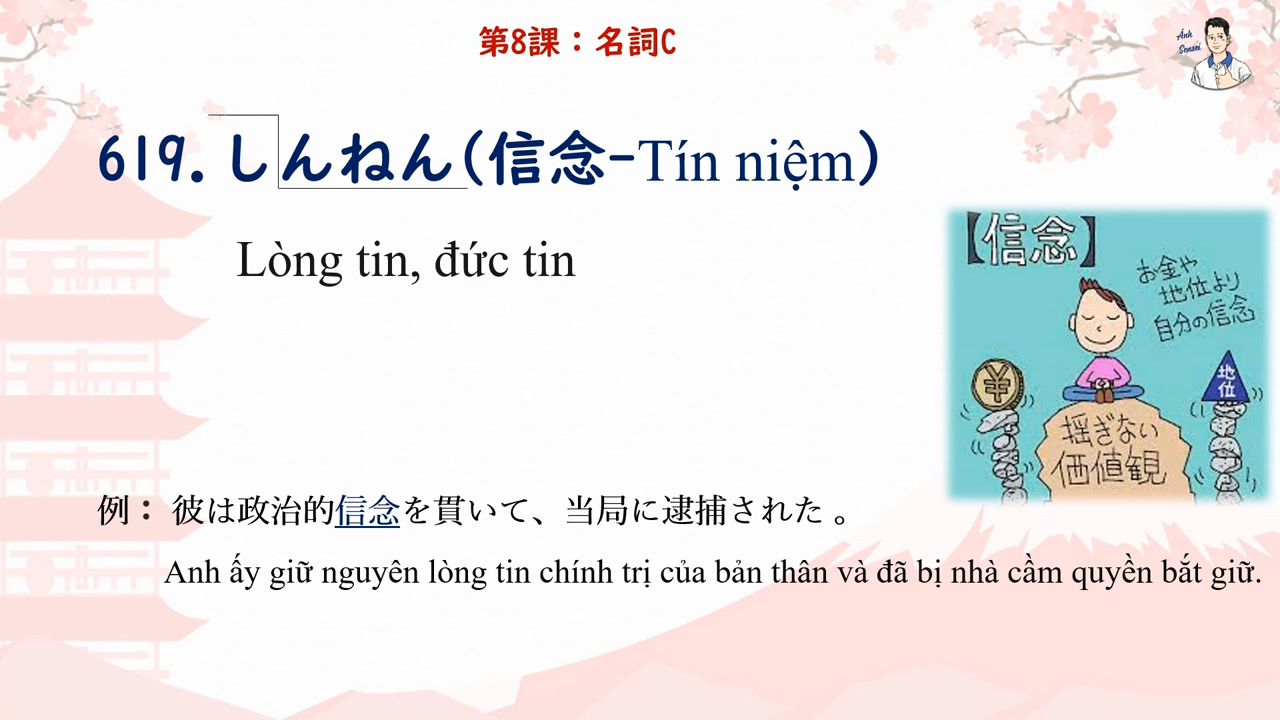 第8課：名詞C
Anh
Sensei
619. しんねん(信念-Tín niệm)
Lòng tin, đức tin
【信念】
お金や
地位より
自分の信念
¥
地位
揺ぎない
価値観
例： 彼は政治的信念を貫いて、当局に逮捕された 。
Anh ấy giữ nguyên lòng tin chính trị của bản thân và đã bị nhà cầm quyền bắt giữ.